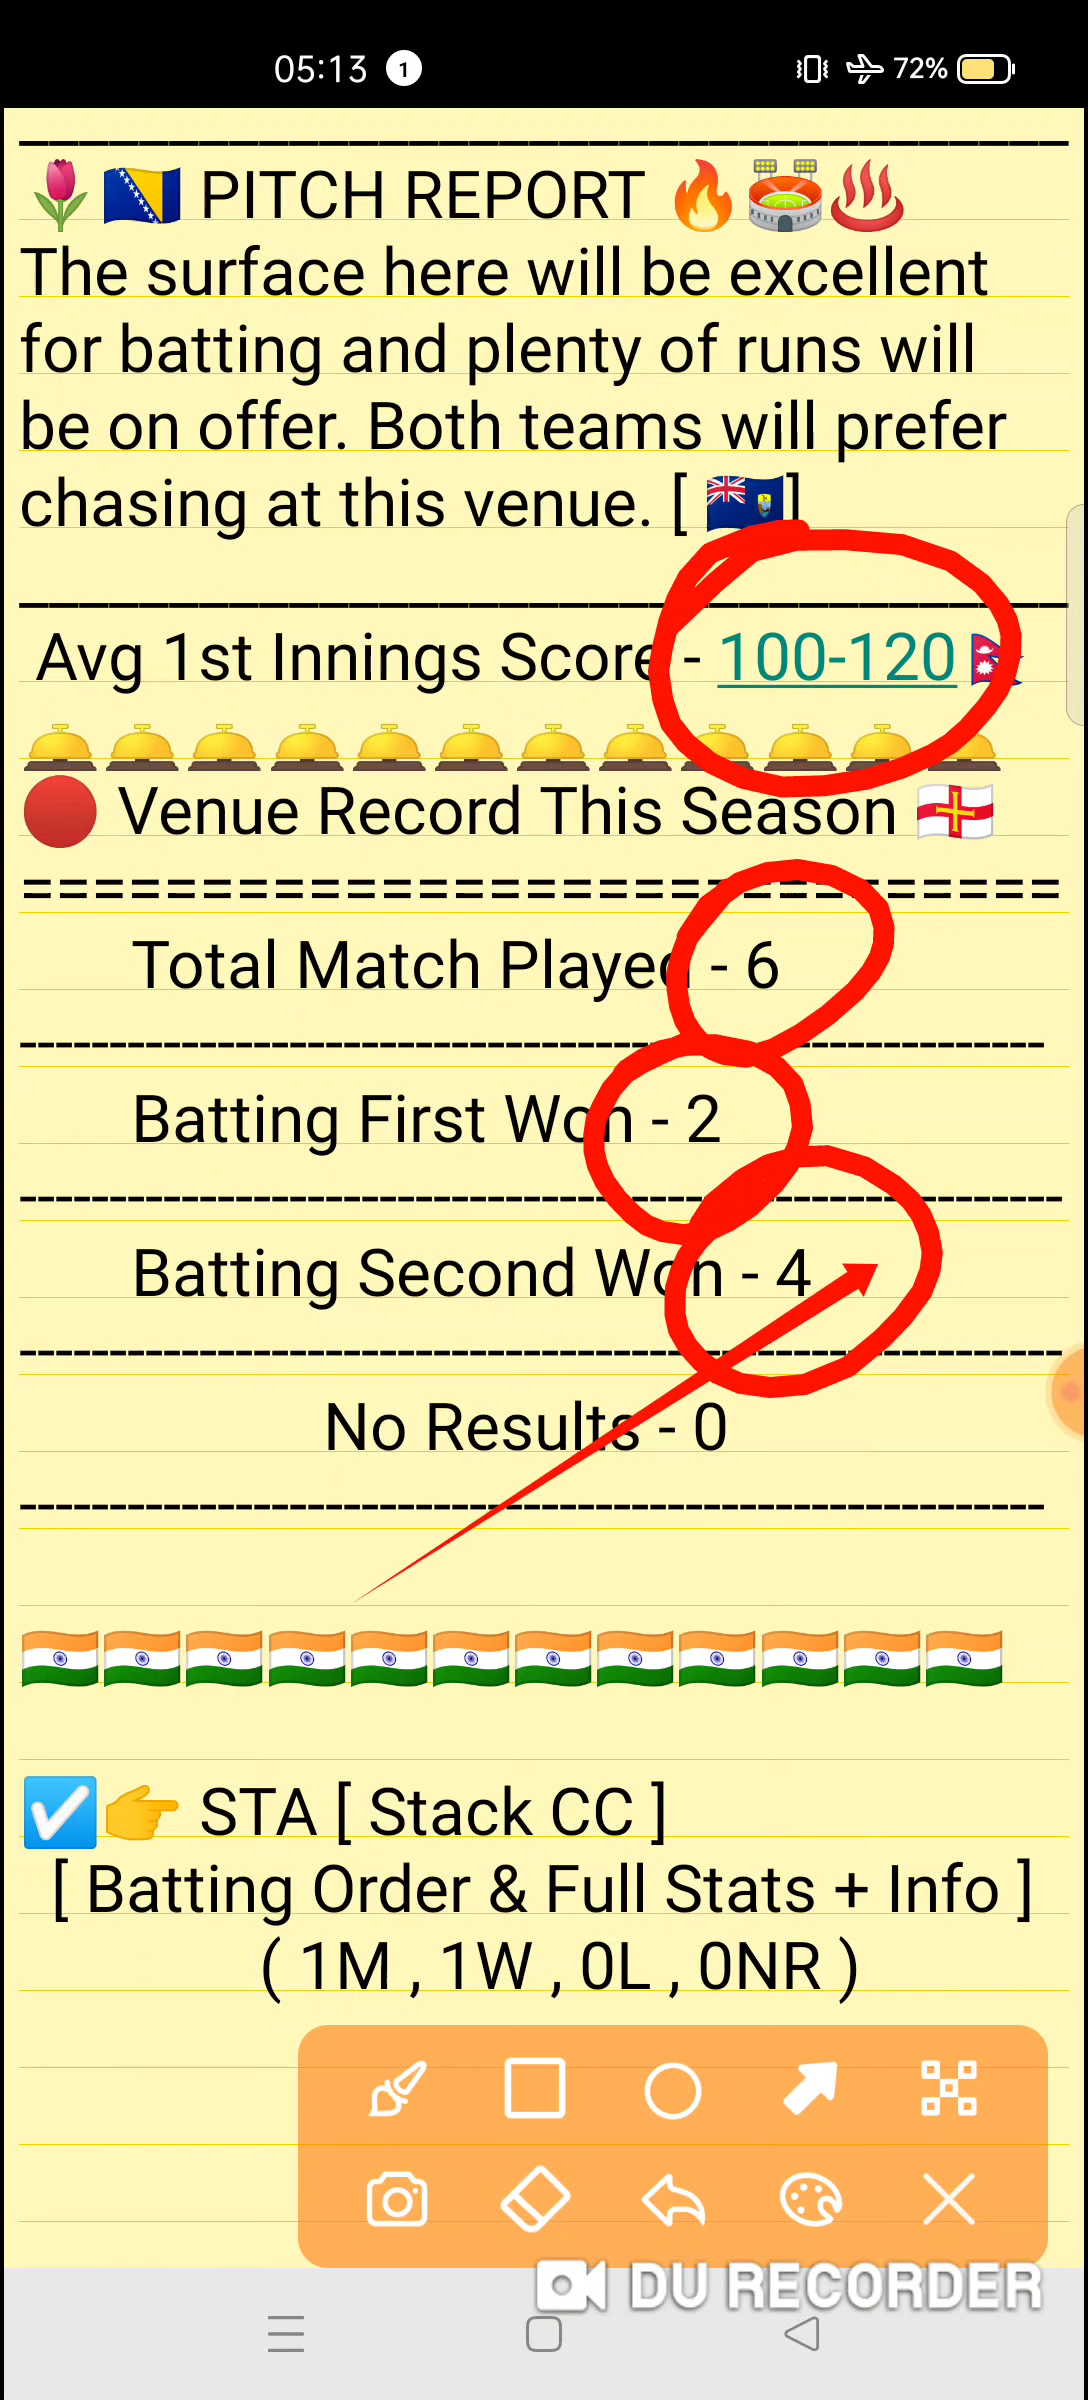 05:13 1 72%
PITCH REPORT
The surface here will be excellent
for batting and plenty of runs will
be on offer. Both teams will prefer
chasing at this venue. [ ]
Avg 1st Innings Score - 100-120
Venue Record This Season
==============================
Total Match Played - 6
Batting First Won - 2
Batting Second Won - 4
No Results - 0
STA [ Stack CC ]
[ Batting Order & Full Stats + Info ]
( 1M , 1W , 0L , 0NR )
DU RECORDER